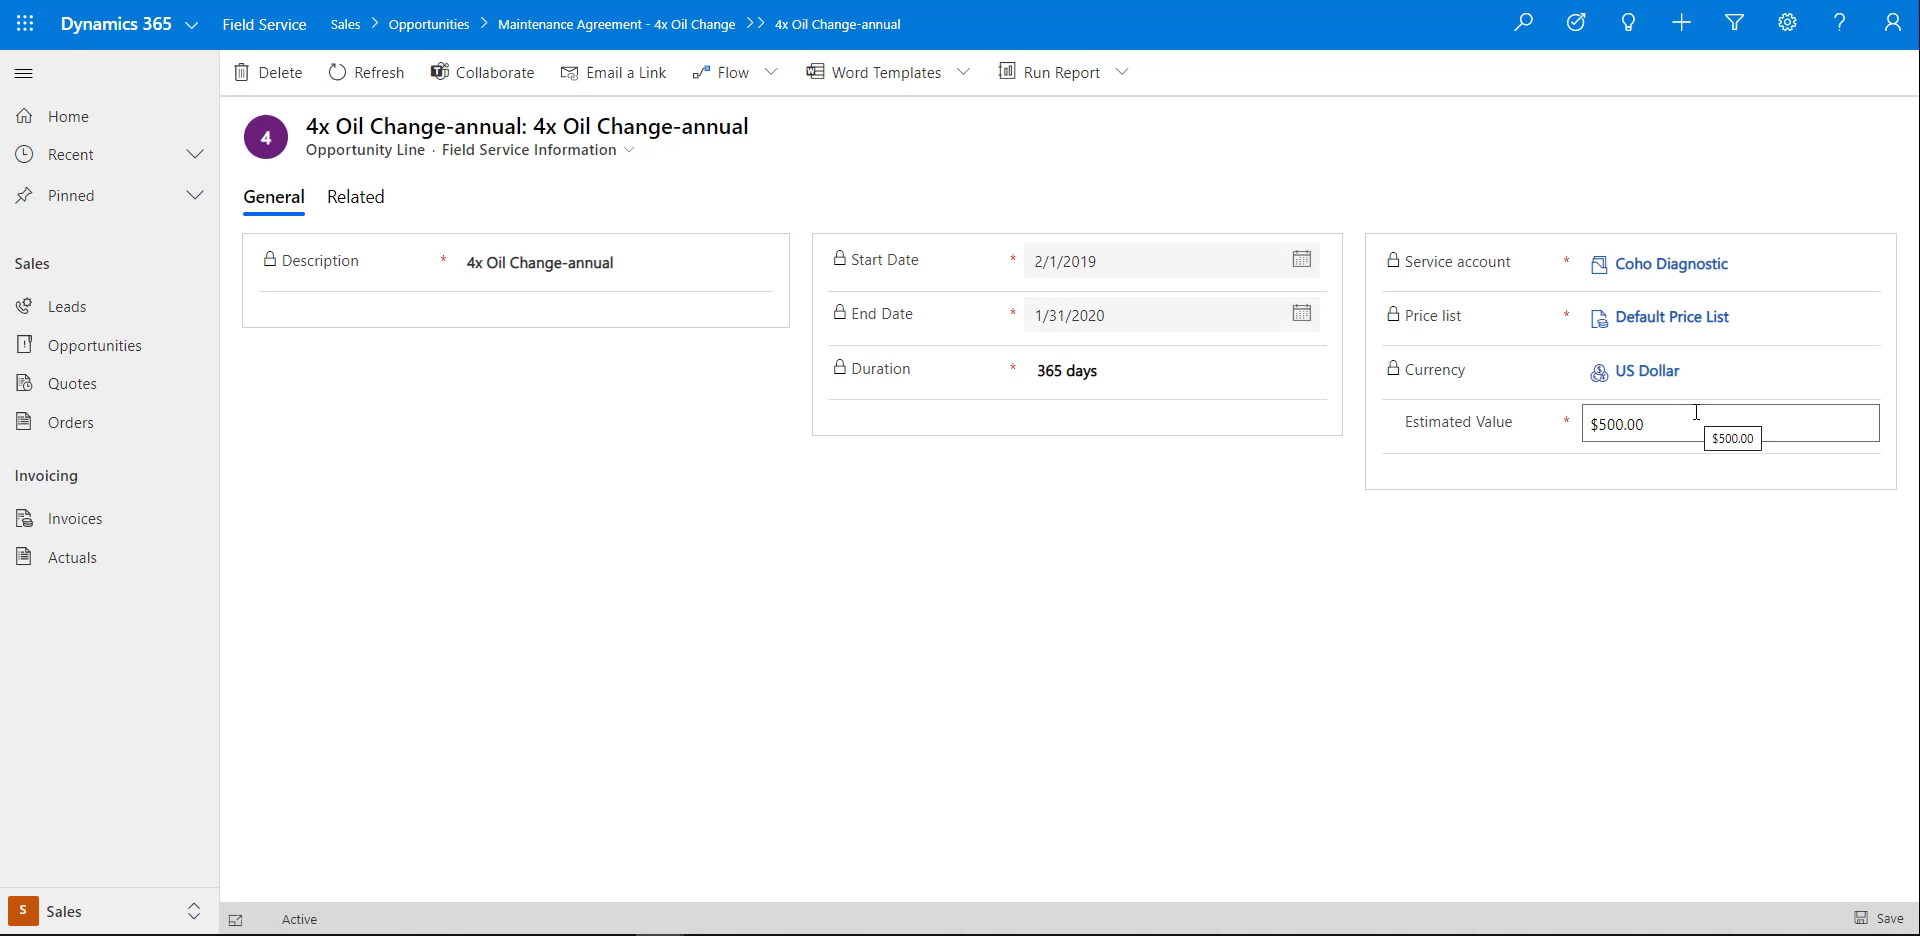 Dynamics 365 Field Service Sales > Opportunities > Maintenance Agreement - 4x Oil Change >> 4x Oil Change-annual ?
Delete Refresh Collaborate Email a Link Flow Word Templates Run Report
Home
Recent
Pinned
Sales
Leads
Opportunities
Quotes
Orders
Invoicing
Invoices
Actuals
S Sales
4
4x Oil Change-annual: 4x Oil Change-annual
Opportunity Line · Field Service Information
General Related
Description * 4x Oil Change-annual
Start Date * 2/1/2019
End Date * 1/31/2020
Duration * 365 days
Service account * Coho Diagnostic
Price list * Default Price List
Currency US Dollar
Estimated Value * $500.00
$500.00
Active
Save